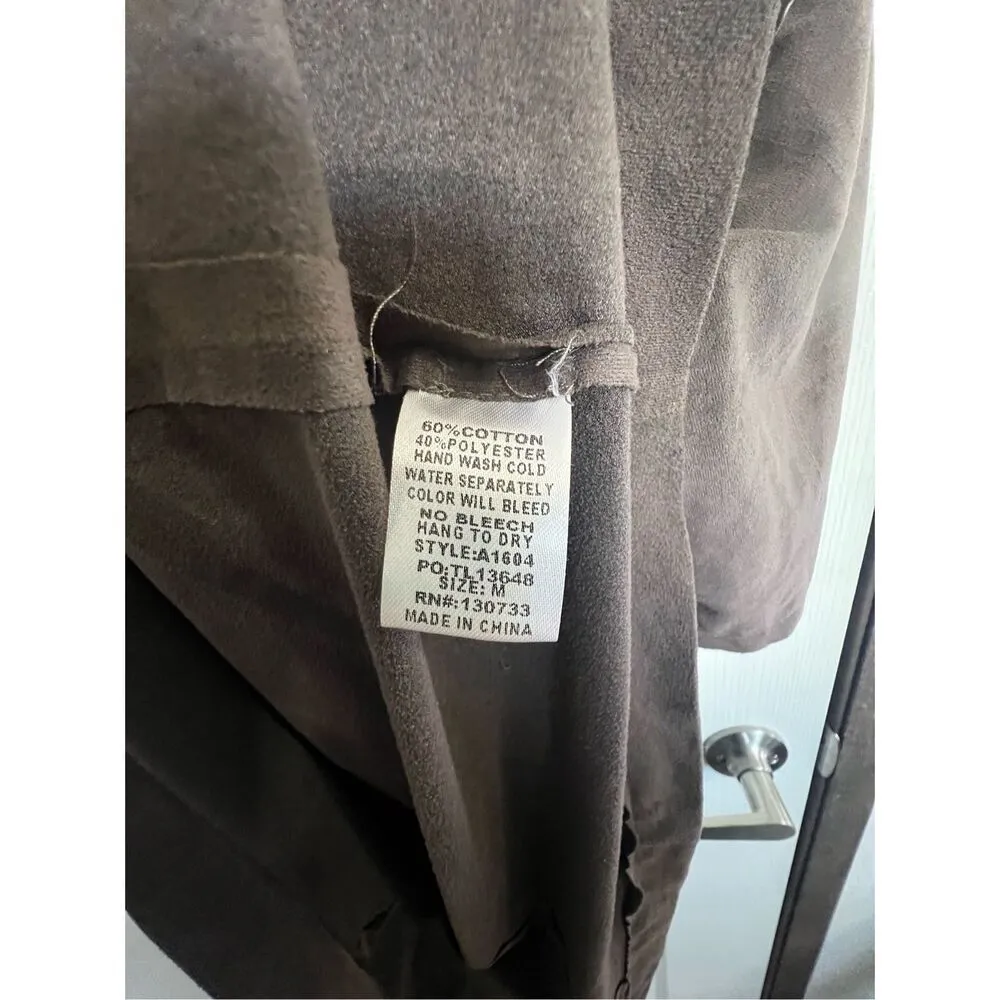 60%COTTON
40%POLYESTER
HAND WASH COLD
WATER SEPARATELY
COLOR WILL BLEED
NO BLEECH
HANG TO DRY
STYLE:A1604
PO:TL13648
SIZE: M
RN#:130733
MADE IN CHINA